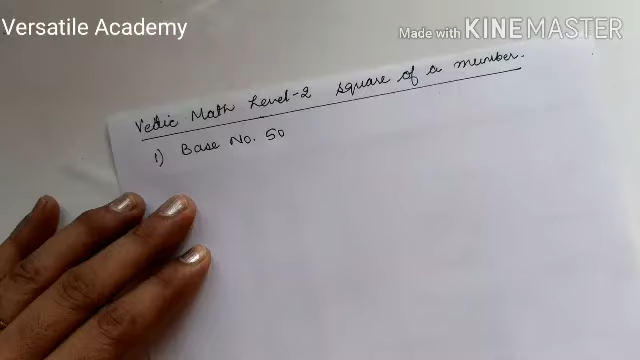 Versatile Academy
Made with KINEMASTER
Vedic Math Level-2 Square of a number.
1) Base No. 50